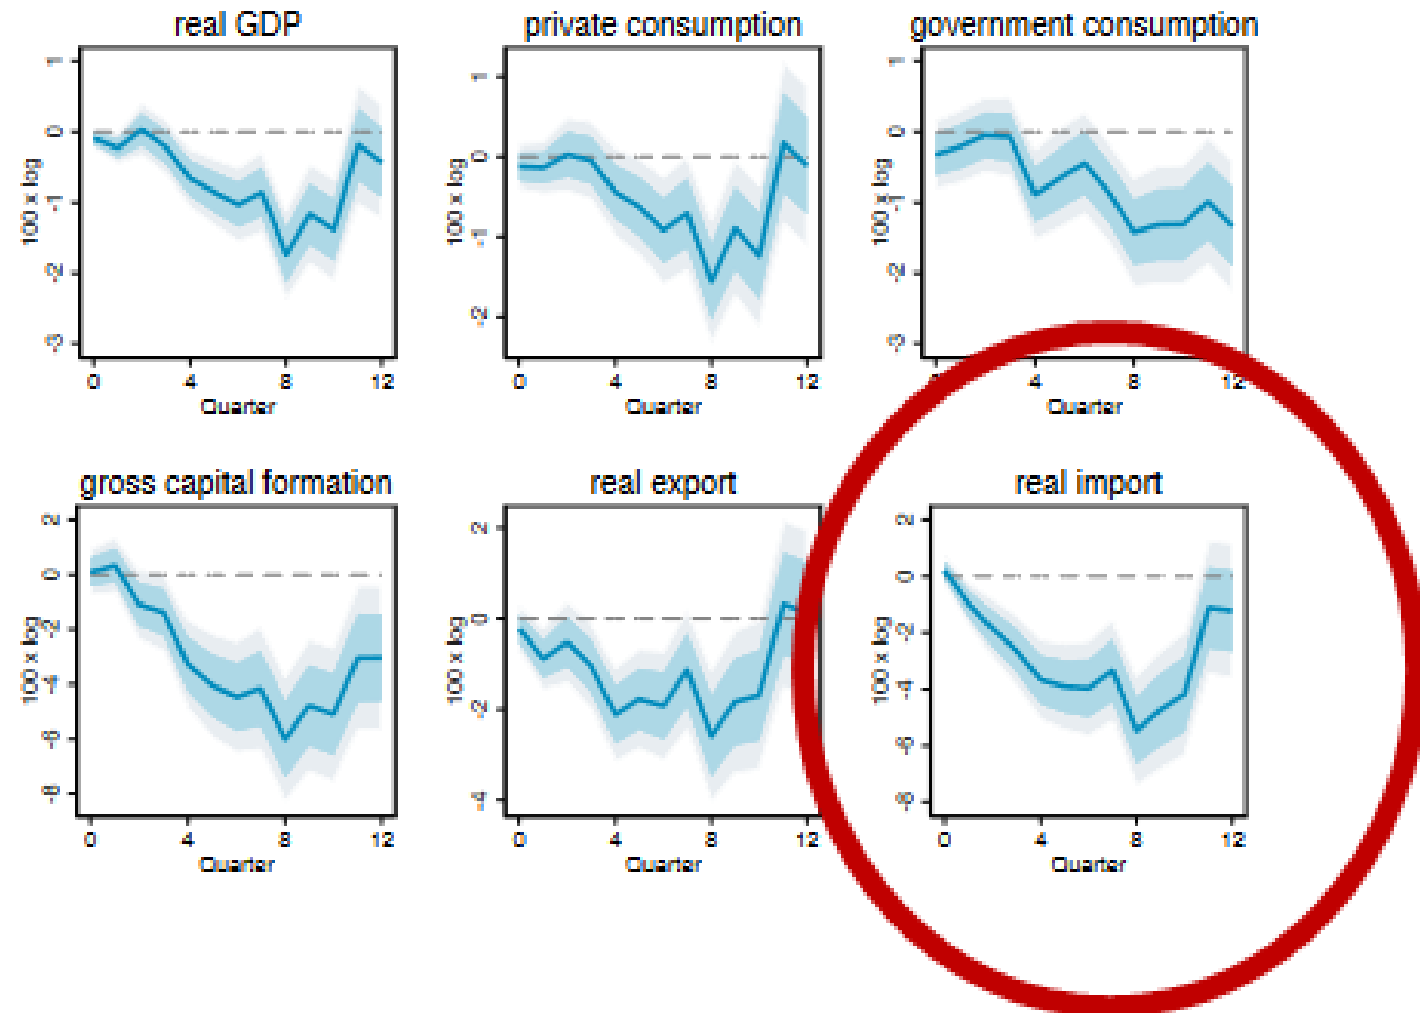 real GDP
1
0
-1
-2
-3
100 x log
0 4 8 12
Quarter
private consumption
1
0
-1
-2
100 x log
0 4 8 12
Quarter
government consumption
1
0
-1
-2
-3
100 x log
4 8 12
Quarter
gross capital formation
2
0
-2
-4
-6
-8
100 x log
0 4 8 12
Quarter
real export
2
0
-2
-4
100 x log
0 4 8 12
Quarter
real import
2
0
-2
-4
-6
-8
100 x log
0 4 8 12
Quarter